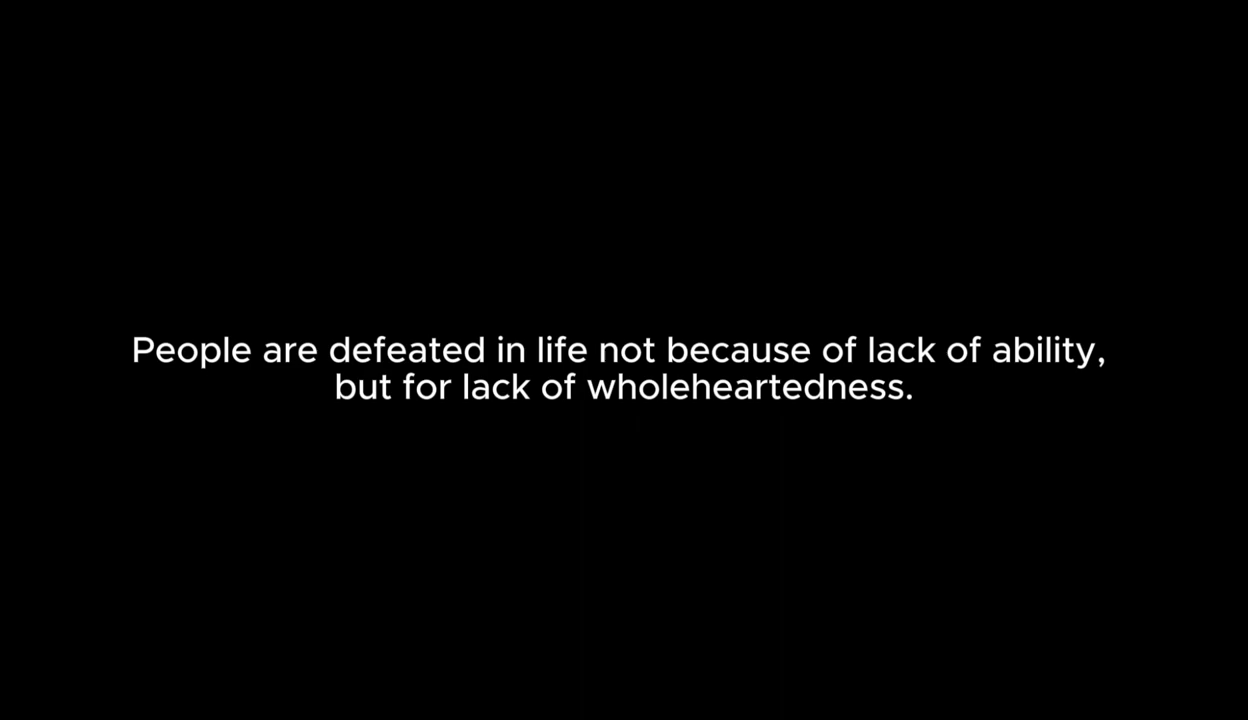 People are defeated in life not because of lack of ability,
but for lack of wholeheartedness.